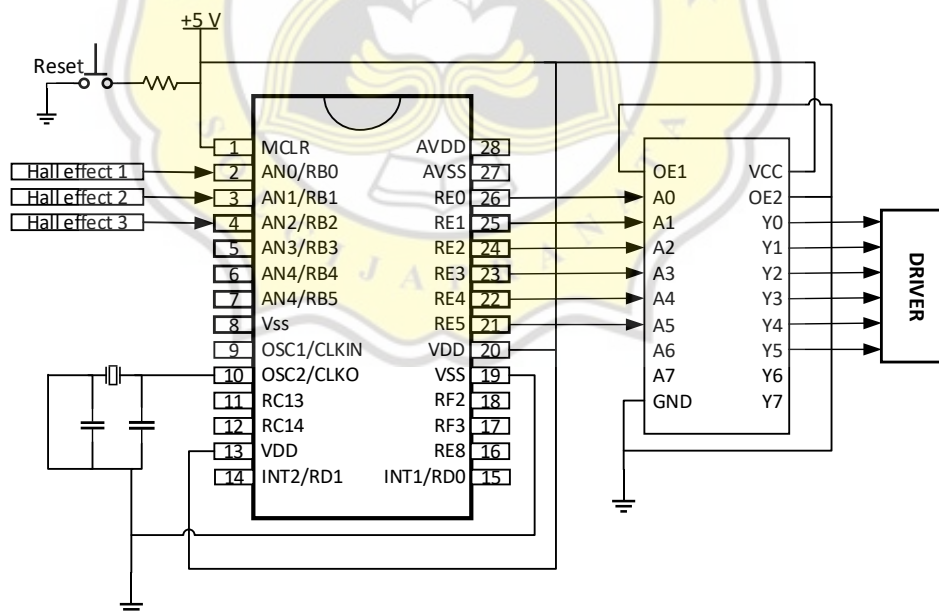 +5 V
Reset
Hall effect 1
Hall effect 2
Hall effect 3
1 MCLR AVDD 28
2 AN0/RB0 AVSS 27
3 AN1/RB1 RE0 26
4 AN2/RB2 RE1 25
5 AN3/RB3 RE2 24
6 AN4/RB4 RE3 23
7 AN4/RB5 RE4 22
8 Vss RE5 21
9 OSC1/CLKIN VDD 20
10 OSC2/CLKO VSS 19
11 RC13 RF2 18
12 RC14 RF3 17
13 VDD RE8 16
14 INT2/RD1 INT1/RD0 15
OE1 VCC
A0 OE2
A1 Y0
A2 Y1
A3 Y2
A4 Y3
A5 Y4
A6 Y5
A7 Y6
GND Y7
DRIVER